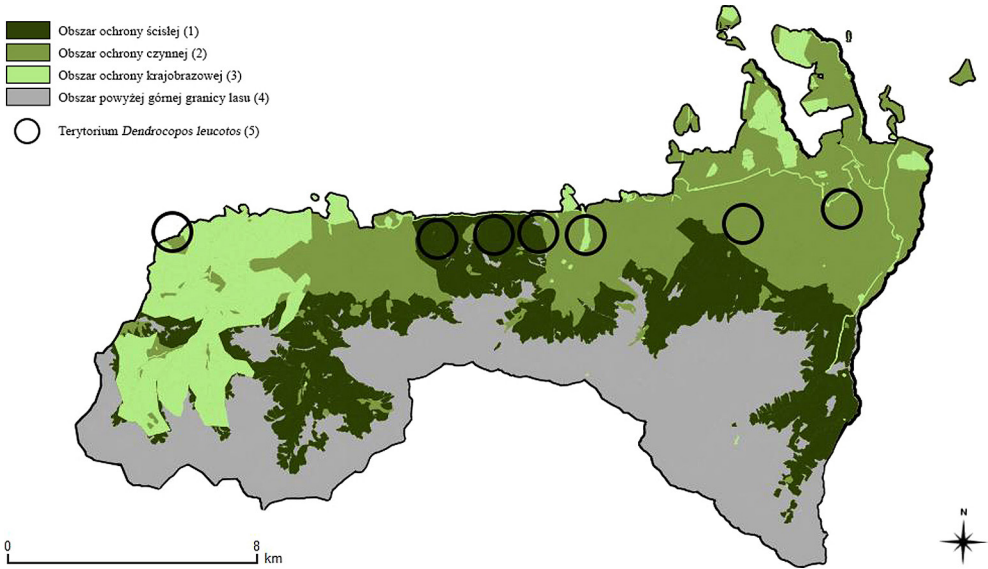 Obszar ochrony ścisłej (1)
Obszar ochrony czynnej (2)
Obszar ochrony krajobrazowej (3)
Obszar powyżej górnej granicy lasu (4)
Terytorium Dendrocopos leucotos (5)
0 8
km
N